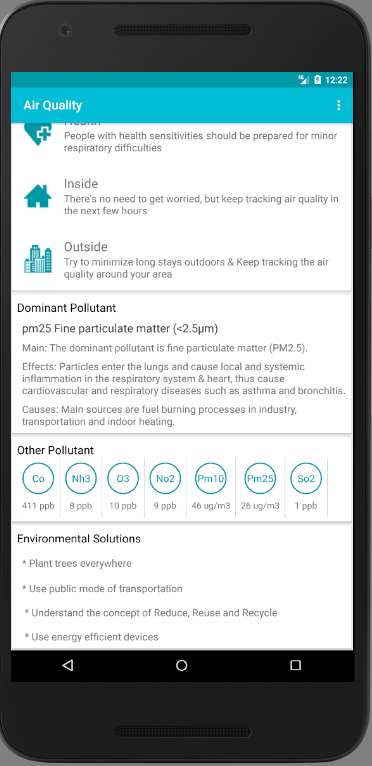 12:22
Air Quality
Health
People with health sensitivities should be prepared for minor
respiratory difficulties
Inside
There's no need to get worried, but keep tracking air quality in
the next few hours
Outside
Try to minimize long stays outdoors & Keep tracking the air
quality around your area
Dominant Pollutant
pm25 Fine particulate matter (<2.5µm)
Main: The dominant pollutant is fine particulate matter (PM2.5).
Effects: Particles enter the lungs and cause local and systemic
inflammation in the respiratory system & heart, thus cause
cardiovascular and respiratory diseases such as asthma and bronchitis.
Causes: Main sources are fuel burning processes in industry,
transportation and indoor heating.
Other Pollutant
Co Nh3 O3 No2 Pm10 Pm25 So2
411 ppb 8 ppb 10 ppb 9 ppb 46 ug/m3 26 ug/m3 1 ppb
Environmental Solutions
* Plant trees everywhere
* Use public mode of transportation
* Understand the concept of Reduce, Reuse and Recycle
* Use energy efficient devices